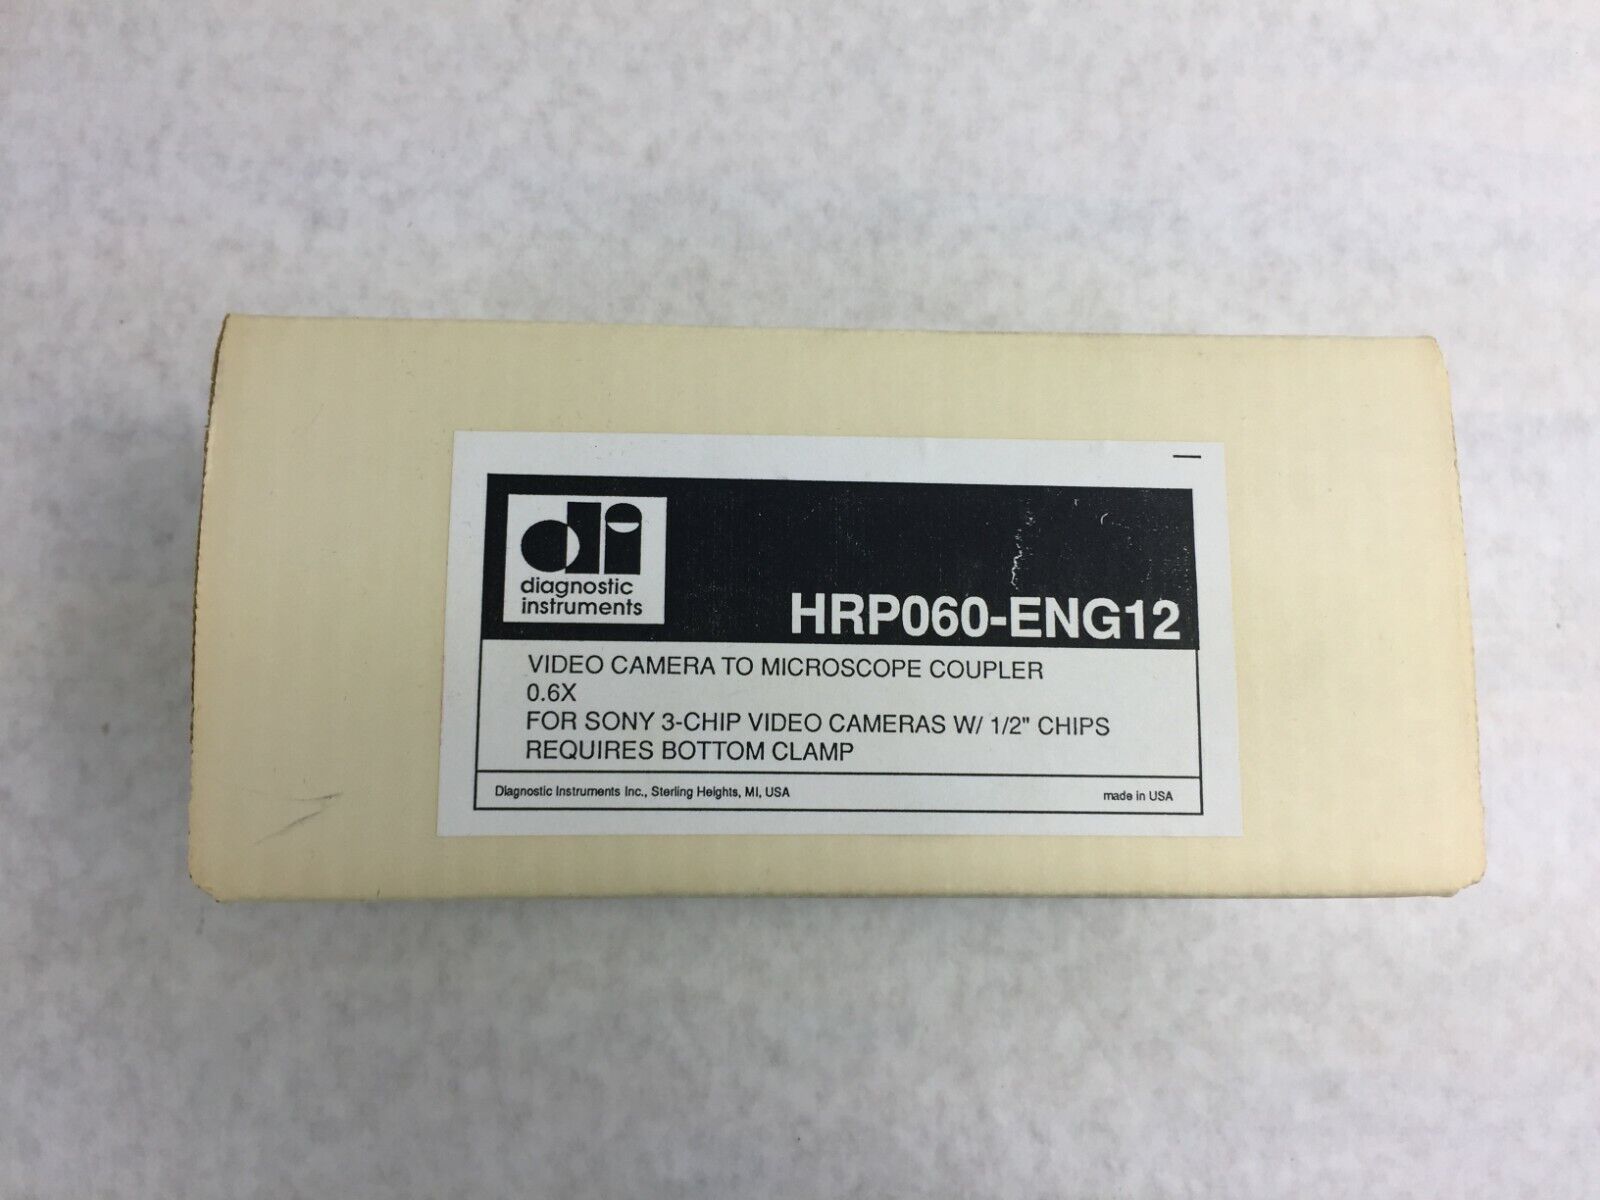 di
diagnostic
instruments
HRP060-ENG12
VIDEO CAMERA TO MICROSCOPE COUPLER
0.6X
FOR SONY 3-CHIP VIDEO CAMERAS W/ 1/2" CHIPS
REQUIRES BOTTOM CLAMP
Diagnostic Instruments Inc., Sterling Heights, MI, USA made in USA